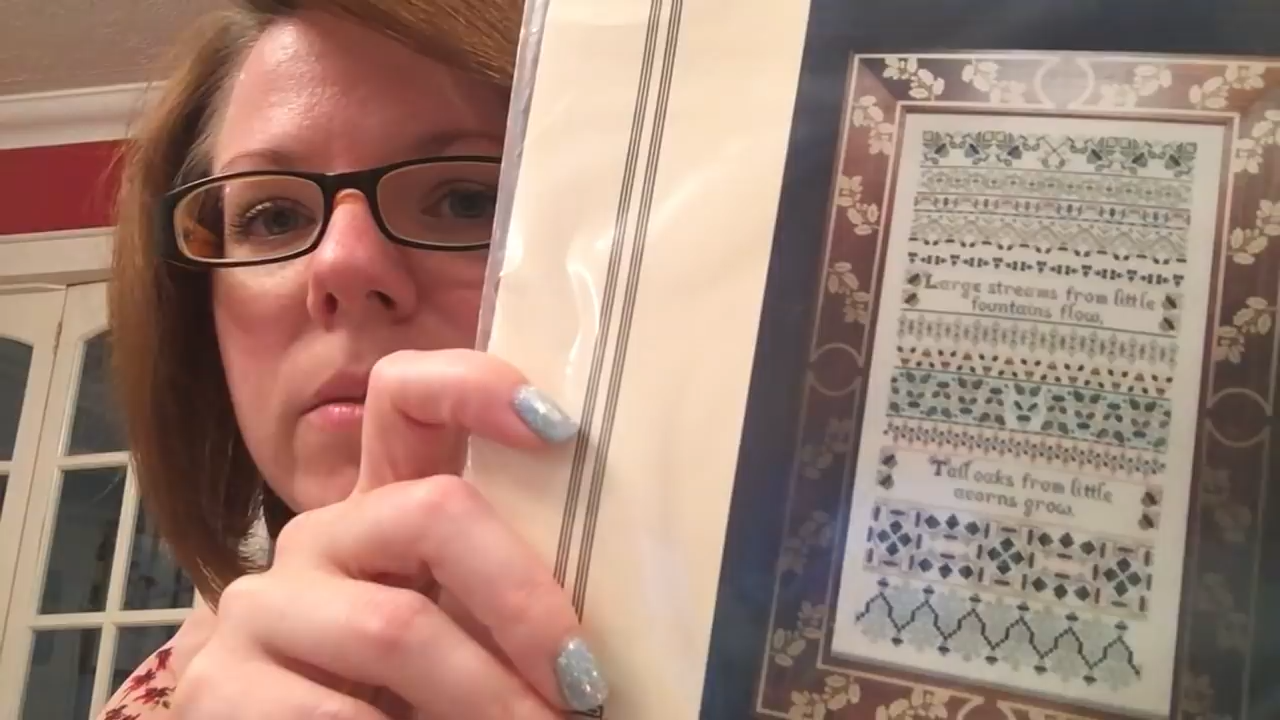 Large streams from little
fountains flow,
Tall oaks from little
acorns grow.